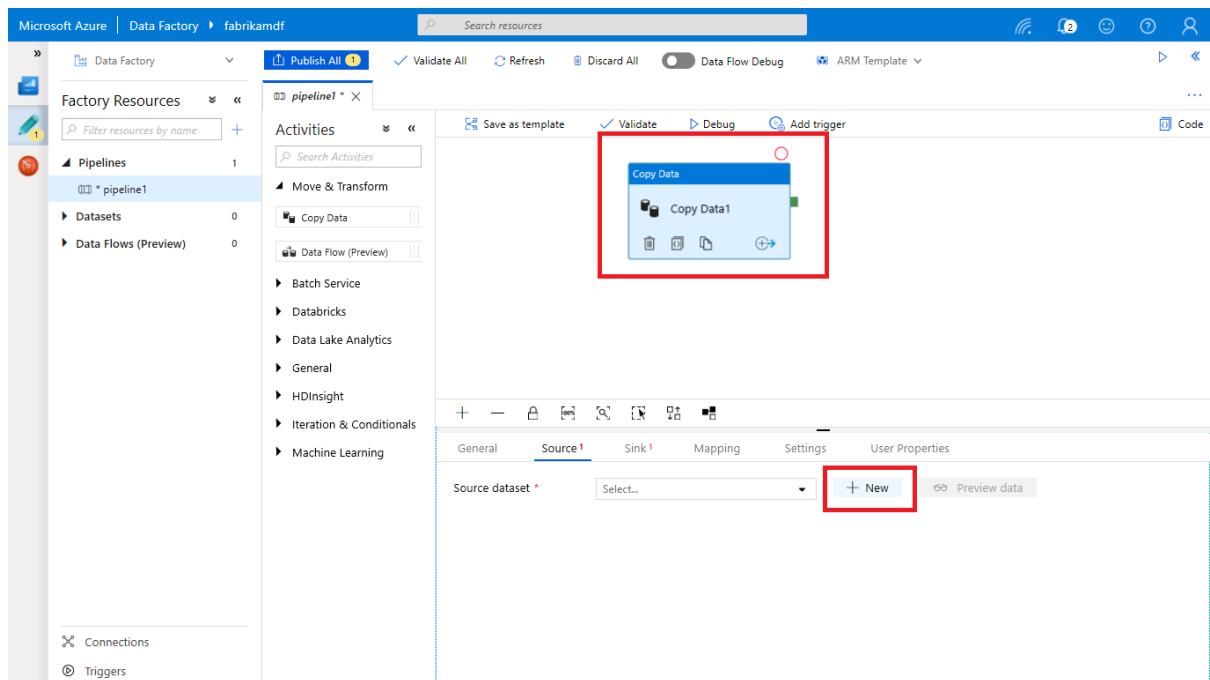 Microsoft Azure Data Factory fabrikamdf
Search resources
2
Data Factory
Publish All 1
Validate All
Refresh
Discard All
Data Flow Debug
ARM Template
Factory Resources
Filter resources by name
1
Pipelines 1
* pipeline1
Datasets 0
Data Flows (Preview) 0
Connections
Triggers
pipeline1 *
Activities
Search Activities
Move & Transform
Copy Data
Data Flow (Preview)
Batch Service
Databricks
Data Lake Analytics
General
HDInsight
Iteration & Conditionals
Machine Learning
Save as template
Validate
Debug
Add trigger
Code
Copy Data
Copy Data1
100%
General
Source 1
Sink 1
Mapping
Settings
User Properties
Source dataset *
Select...
New
Preview data